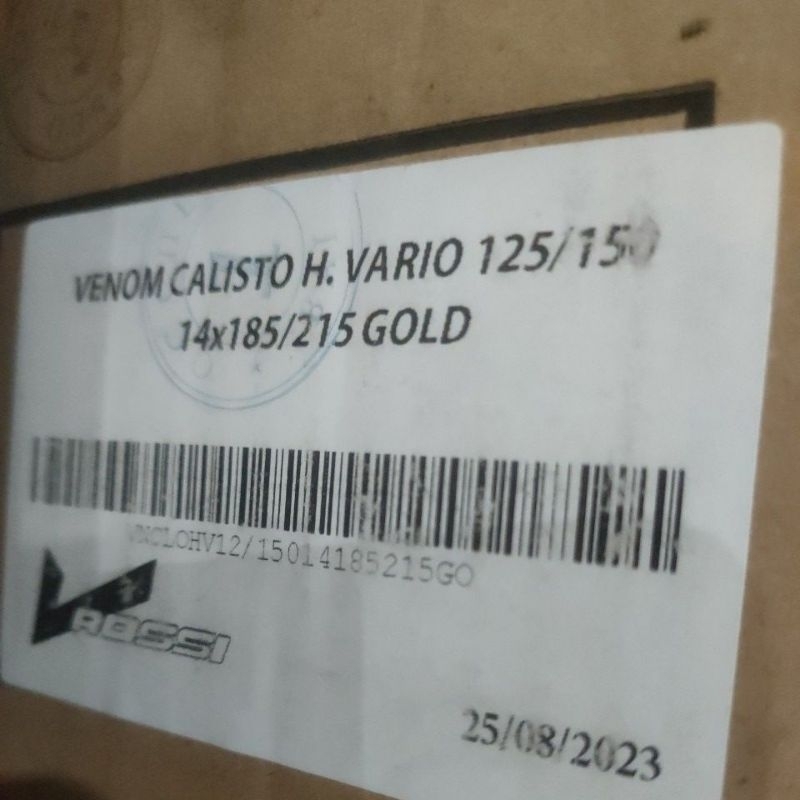 VENOM CALISTO H. VARIO 125/150
14x185/215 GOLD
VNCLOHV12/15014185215GO
V ROSSI
25/08/2023